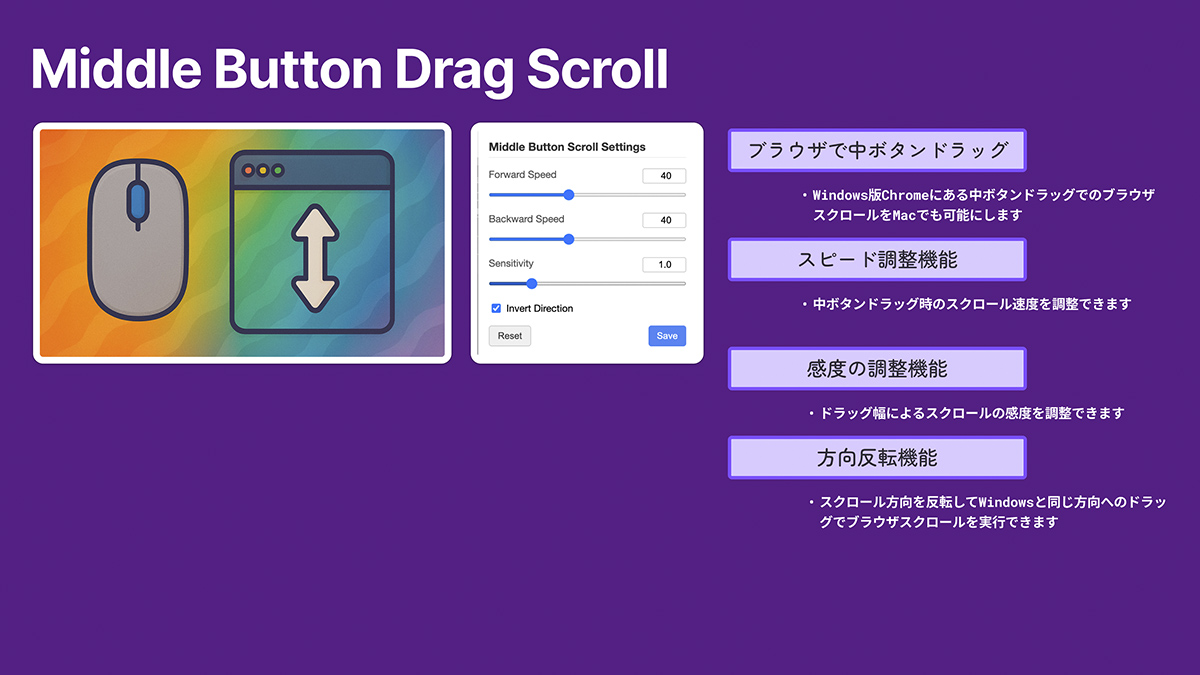 Middle Button Drag Scroll
Middle Button Scroll Settings
Forward Speed
40
Backward Speed
40
Sensitivity
1.0
Invert Direction
Reset
Save
ブラウザで中ボタンドラッグ
・Windows版Chromeにある中ボタンドラッグでのブラウザ
スクロールをMacでも可能にします
スピード調整機能
・中ボタンドラッグ時のスクロール速度を調整できます
感度の調整機能
・ドラッグ幅によるスクロールの感度を調整できます
方向反転機能
・スクロール方向を反転してWindowsと同じ方向へのドラッ
グでブラウザスクロールを実行できます